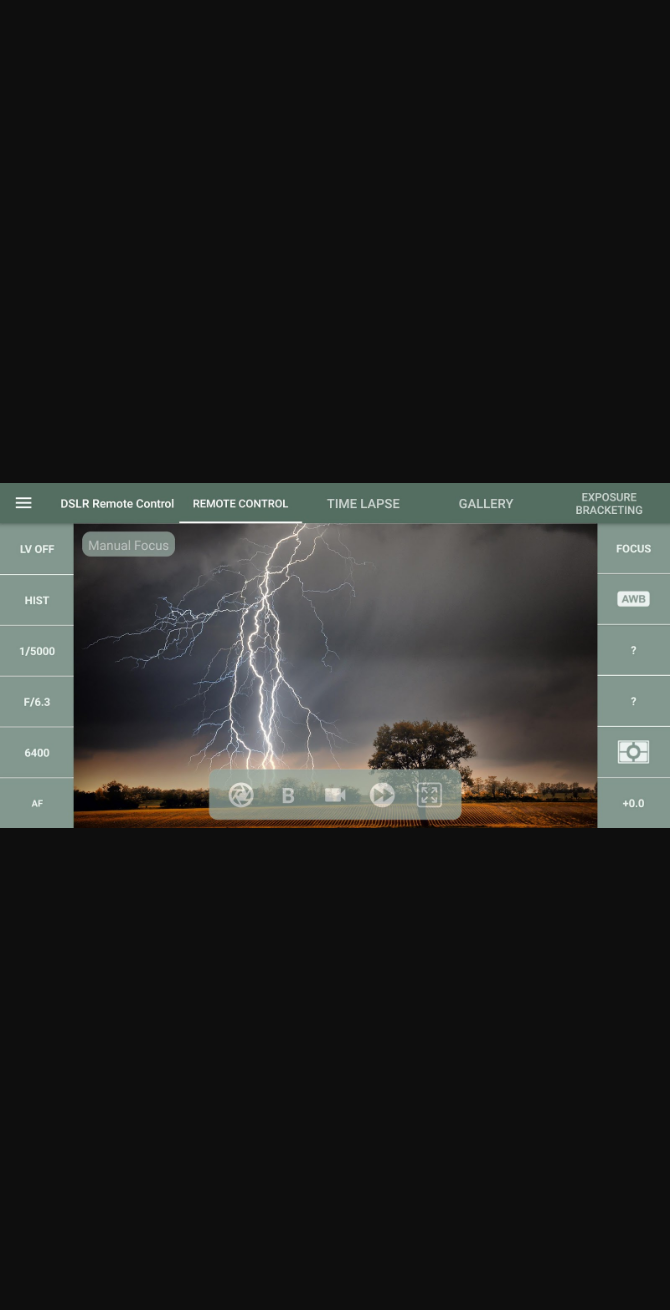 DSLR Remote Control
REMOTE CONTROL
TIME LAPSE
GALLERY
EXPOSURE
BRACKETING
Manual Focus
LV OFF
HIST
1/5000
F/6.3
6400
AF
FOCUS
AWB
?
?
+0.0
B